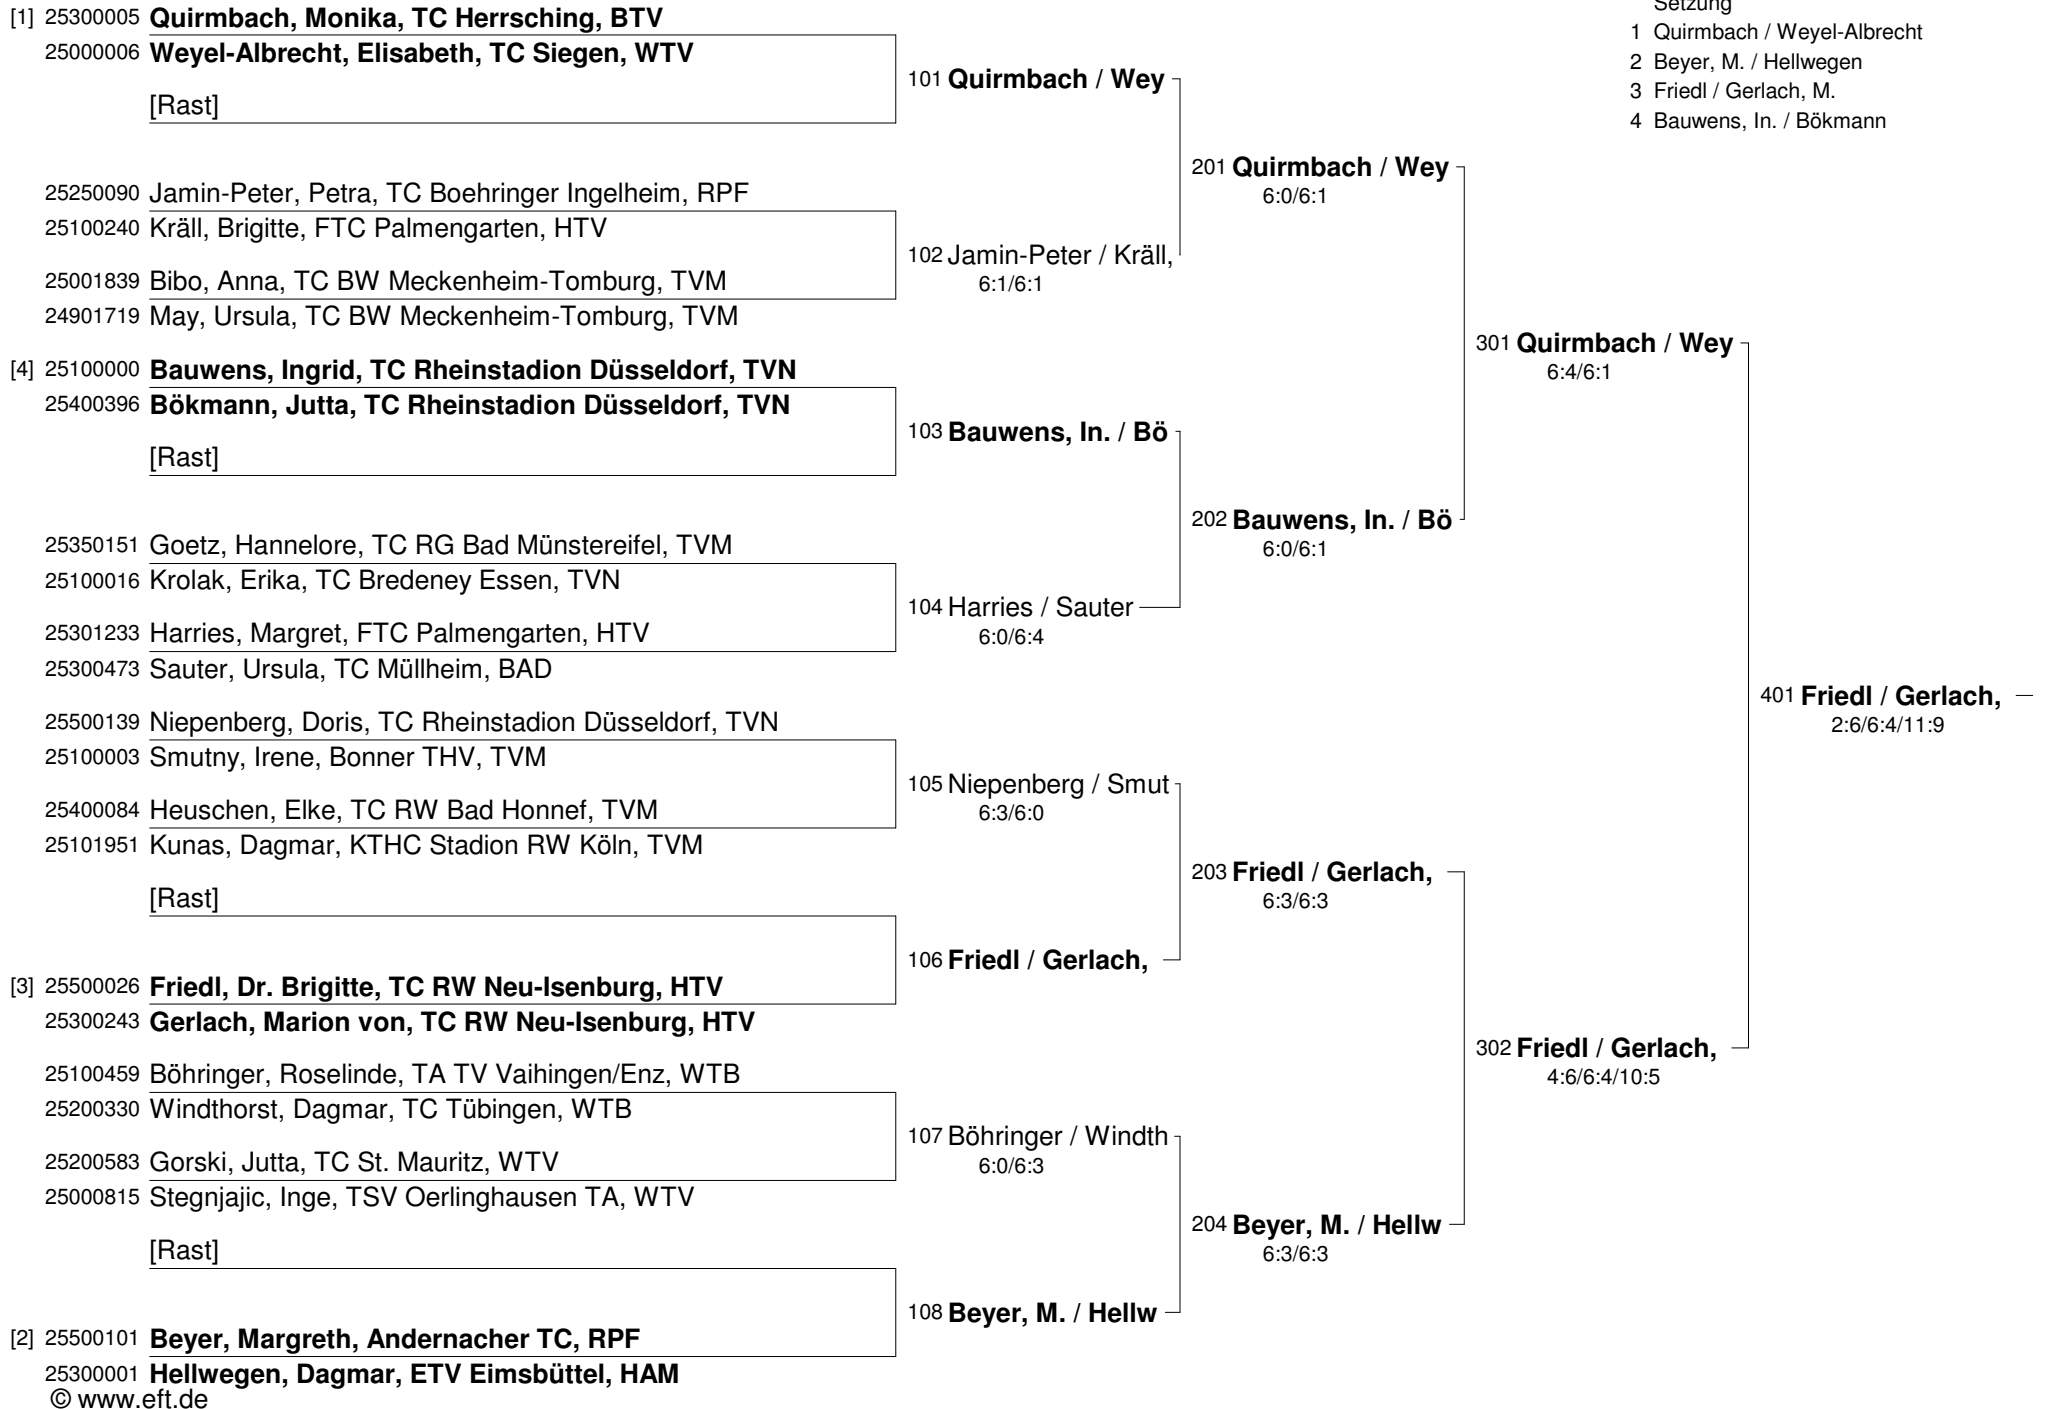 Setzung
1 Quirmbach / Weyel-Albrecht
2 Beyer, M. / Hellwegen
3 Friedl / Gerlach, M.
4 Bauwens, In. / Bökmann
[1] 25300005 Quirmbach, Monika, TC Herrsching, BTV
25000006 Weyel-Albrecht, Elisabeth, TC Siegen, WTV
[Rast]
25250090 Jamin-Peter, Petra, TC Boehringer Ingelheim, RPF
25100240 Kräll, Brigitte, FTC Palmengarten, HTV
25001839 Bibo, Anna, TC BW Meckenheim-Tomburg, TVM
24901719 May, Ursula, TC BW Meckenheim-Tomburg, TVM
[4] 25100000 Bauwens, Ingrid, TC Rheinstadion Düsseldorf, TVN
25400396 Bökmann, Jutta, TC Rheinstadion Düsseldorf, TVN
[Rast]
25350151 Goetz, Hannelore, TC RG Bad Münstereifel, TVM
25100016 Krolak, Erika, TC Bredeney Essen, TVN
25301233 Harries, Margret, FTC Palmengarten, HTV
25300473 Sauter, Ursula, TC Müllheim, BAD
25500139 Niepenberg, Doris, TC Rheinstadion Düsseldorf, TVN
25100003 Smutny, Irene, Bonner THV, TVM
25400084 Heuschen, Elke, TC RW Bad Honnef, TVM
25101951 Kunas, Dagmar, KTHC Stadion RW Köln, TVM
[Rast]
[3] 25500026 Friedl, Dr. Brigitte, TC RW Neu-Isenburg, HTV
25300243 Gerlach, Marion von, TC RW Neu-Isenburg, HTV
25100459 Böhringer, Roselinde, TA TV Vaihingen/Enz, WTB
25200330 Windthorst, Dagmar, TC Tübingen, WTB
25200583 Gorski, Jutta, TC St. Mauritz, WTV
25000815 Stegnjajic, Inge, TSV Oerlinghausen TA, WTV
[Rast]
[2] 25500101 Beyer, Margreth, Andernacher TC, RPF
25300001 Hellwegen, Dagmar, ETV Eimsbüttel, HAM
101 Quirmbach / Wey
102 Jamin-Peter / Kräll,
6:1/6:1
103 Bauwens, In. / Bö
104 Harries / Sauter
6:0/6:4
105 Niepenberg / Smut
6:3/6:0
106 Friedl / Gerlach,
107 Böhringer / Windth
6:0/6:3
108 Beyer, M. / Hellw
201 Quirmbach / Wey
6:0/6:1
202 Bauwens, In. / Bö
6:0/6:1
203 Friedl / Gerlach,
6:3/6:3
204 Beyer, M. / Hellw
6:3/6:3
301 Quirmbach / Wey
6:4/6:1
302 Friedl / Gerlach,
4:6/6:4/10:5
401 Friedl / Gerlach,
2:6/6:4/11:9
© www.eft.de